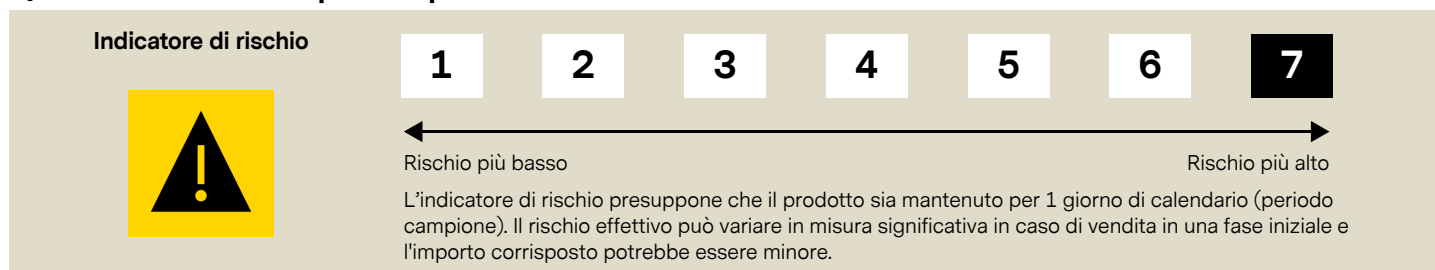 Indicatore di rischio
1 2 3 4 5 6 7
Rischio più basso Rischio più alto
L'indicatore di rischio presuppone che il prodotto sia mantenuto per 1 giorno di calendario (periodo
campione). Il rischio effettivo può variare in misura significativa in caso di vendita in una fase iniziale e
l'importo corrisposto potrebbe essere minore.